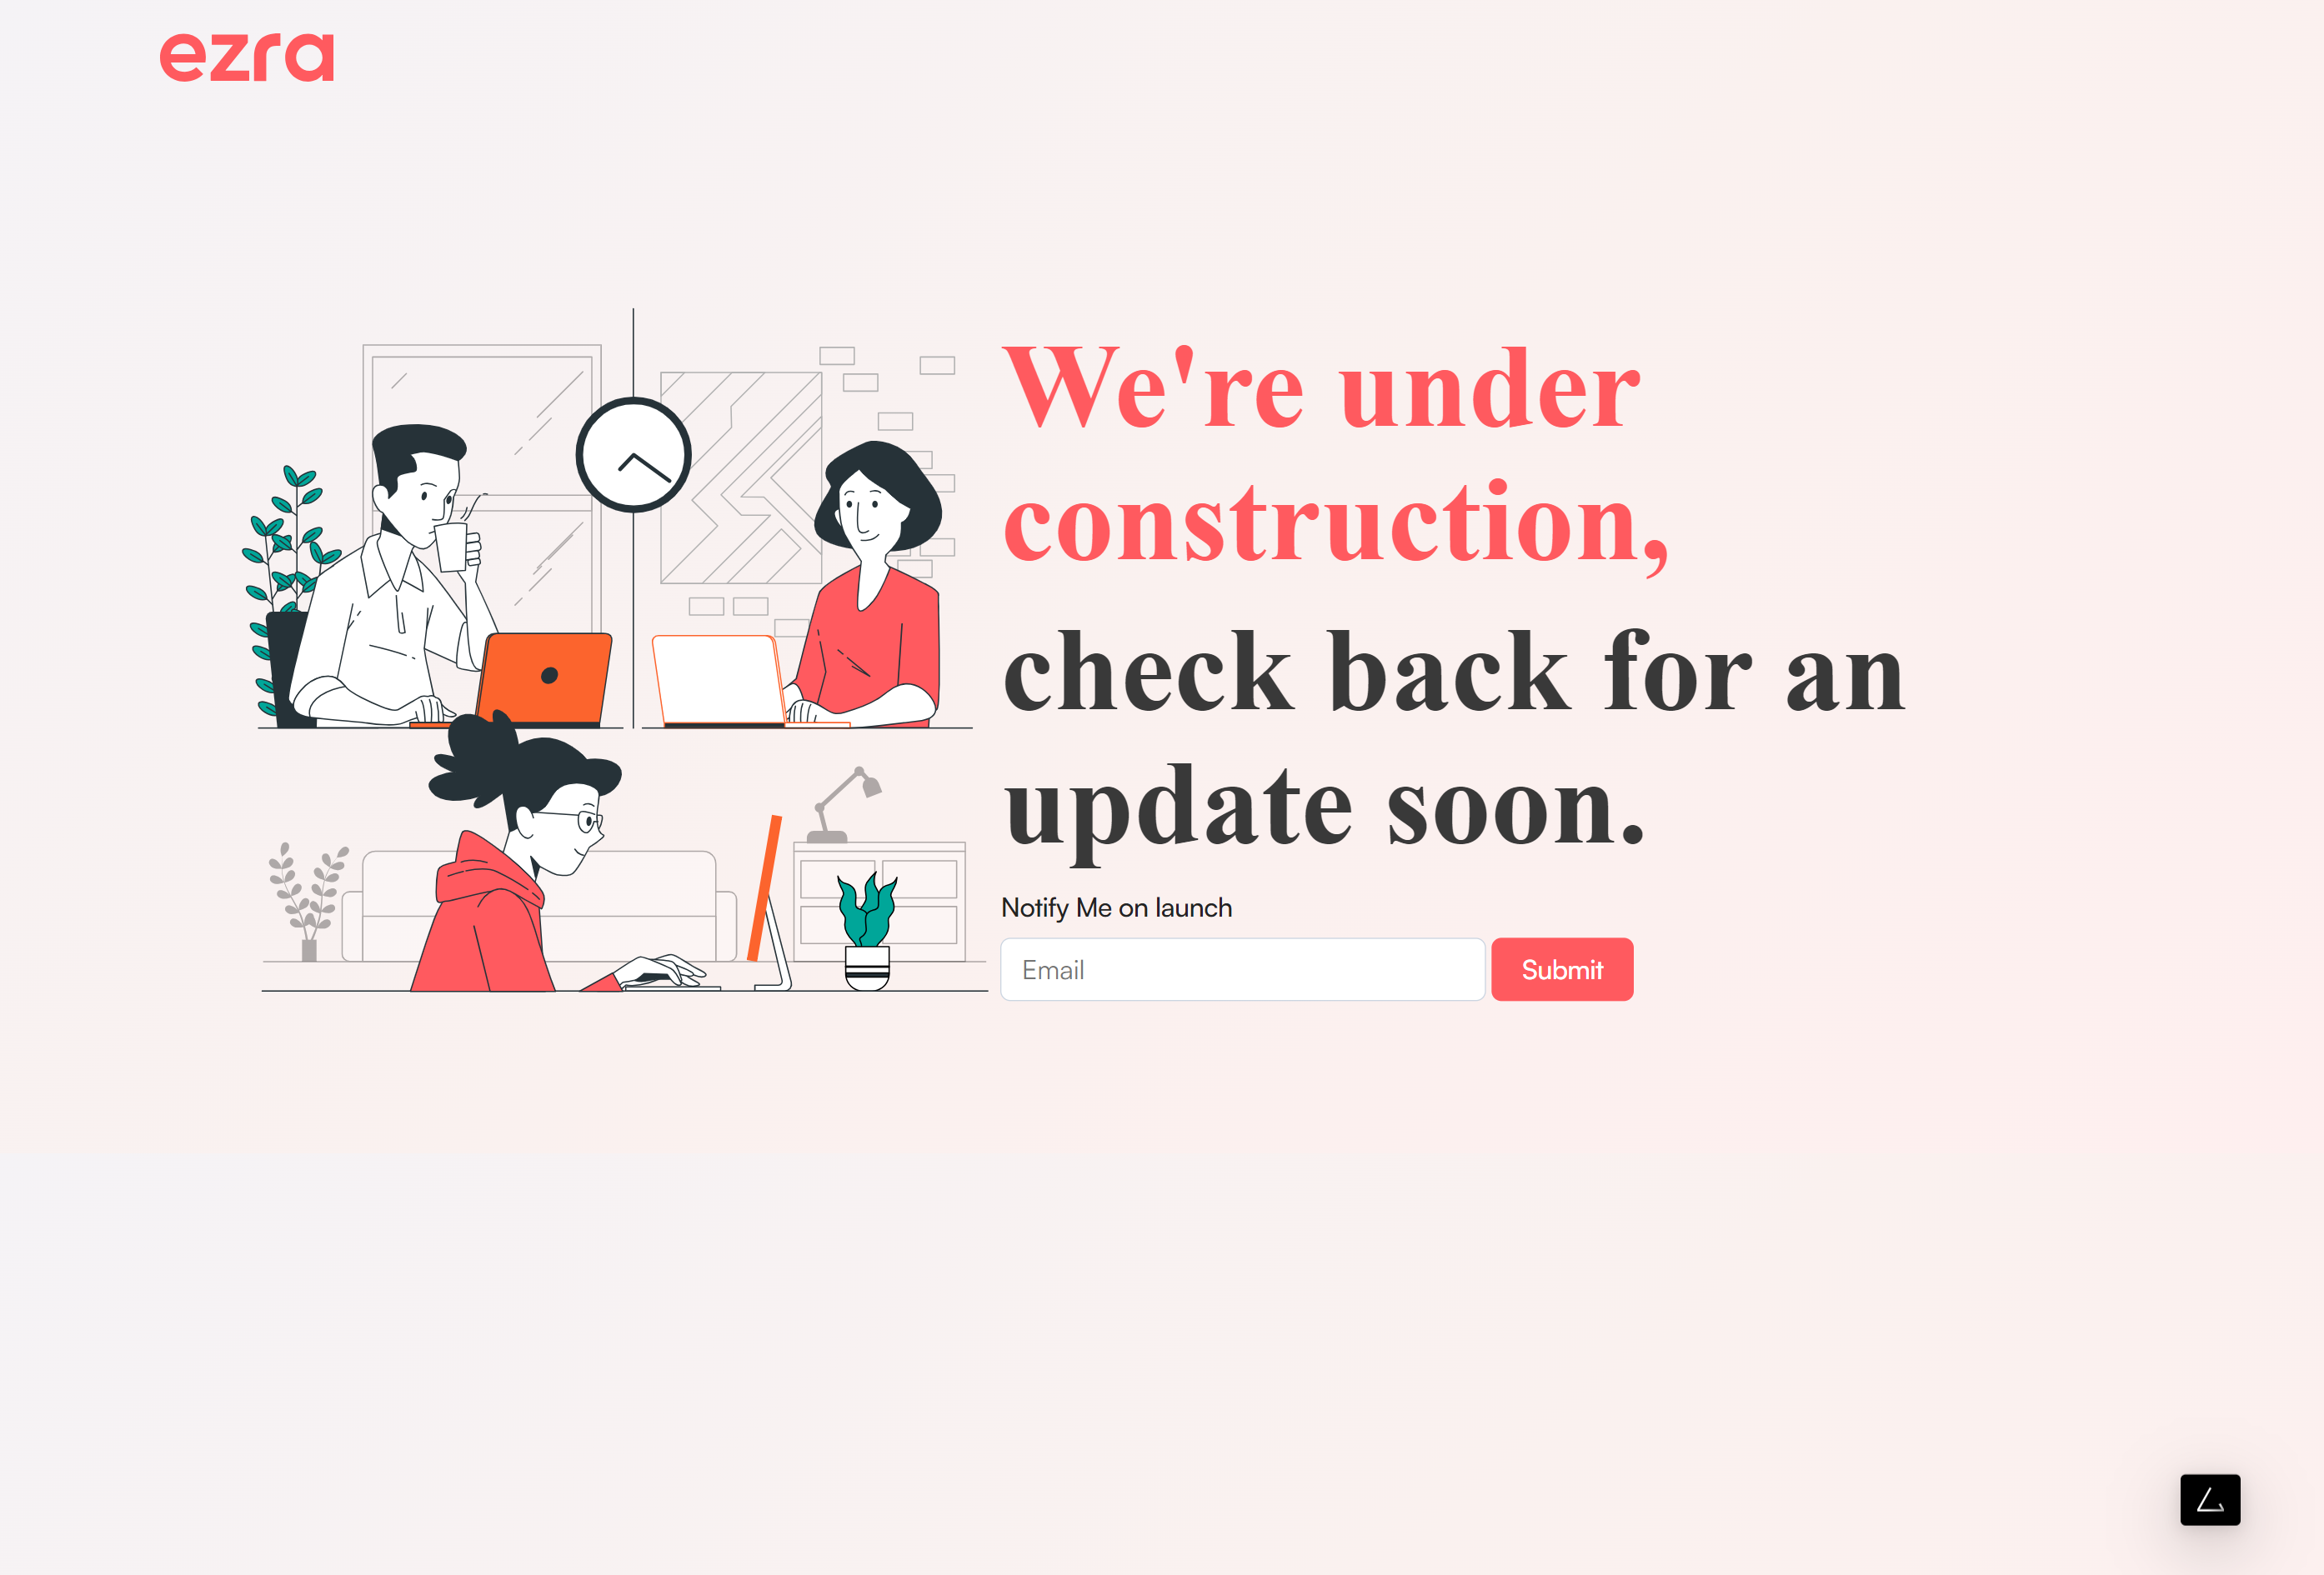 ezra
We're under
construction,
check back for an
update soon.
Notify Me on launch
Email
Submit